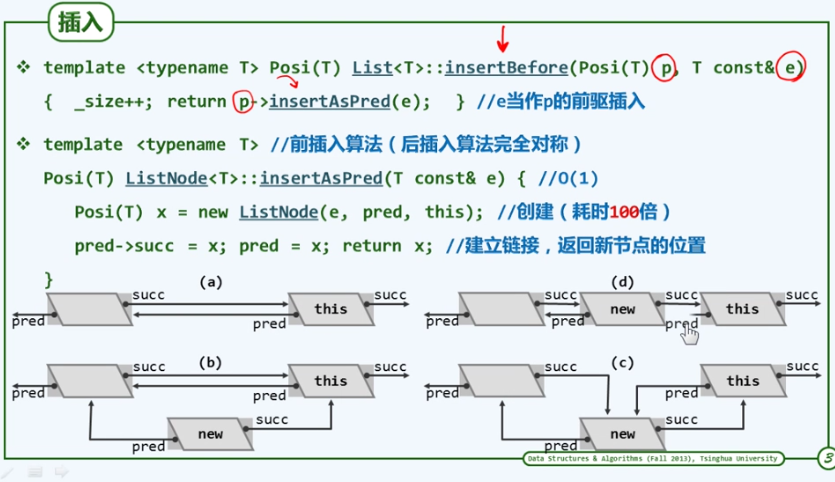 插入
❖ template <typename T> Posi(T) List<T>::insertBefore(Posi(T) p, T const& e)
{ _size++; return p->insertAsPred(e); } //e当作p的前驱插入
❖ template <typename T> //前插入算法（后插入算法完全对称）
Posi(T) ListNode<T>::insertAsPred(T const& e) { //O(1)
Posi(T) x = new ListNode(e, pred, this); //创建（耗时100倍）
pred->succ = x; pred = x; return x; //建立链接，返回新节点的位置
}
(a)
succ
this
succ
pred
pred
(d)
succ
new
succ
this
succ
pred
pred
pred
(b)
succ
this
succ
pred
pred
new
succ
pred
(c)
succ
this
succ
pred
pred
new
succ
pred
Data Structures & Algorithms (Fall 2013), Tsinghua University
3